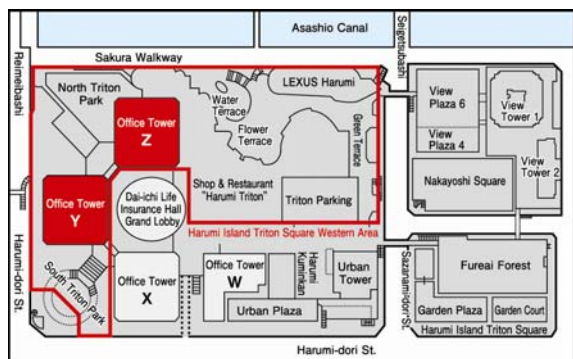 Asashio Canal
Sakura Walkway
Reimeibashi
Seigetsubashi
North Triton
Park
Office Tower
Z
Water
Terrace
Flower
Terrace
LEXUS Harumi
Green Terrace
View
Plaza 6
View
Tower 1
View
Plaza 4
View
Tower 2
Nakayoshi Square
Office Tower
Y
Dai-ichi Life
Insurance Hall
Grand Lobby
Shop & Restaurant
"Harumi Triton"
Triton Parking
Harumi Island Triton Square Western Area
Harumi-dori St.
South Triton Park
Office Tower
X
Office Tower
W
Harumi
Kuminkan
Urban
Tower
Urban Plaza
Sazanami-dori St.
Fureai Forest
Garden Plaza
Garden Court
Harumi Island Triton Square
Harumi-dori St.